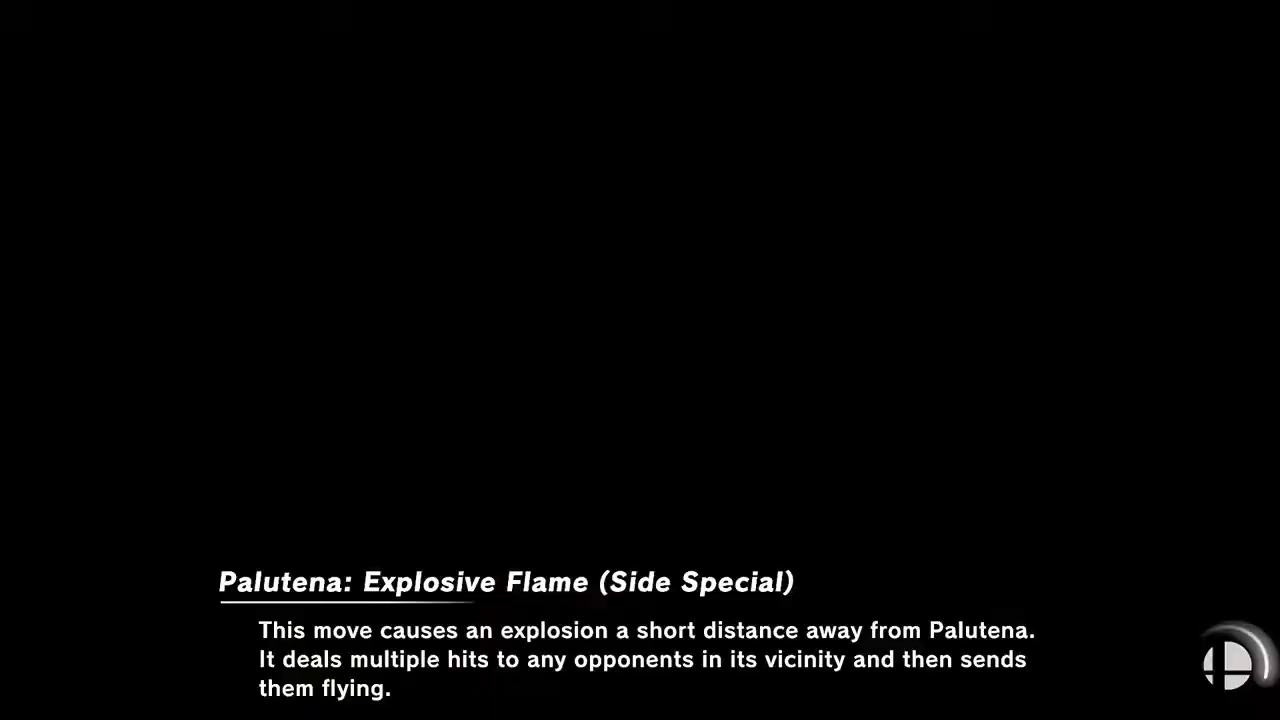 Palutena: Explosive Flame (Side Special)
This move causes an explosion a short distance away from Palutena.
It deals multiple hits to any opponents in its vicinity and then sends
them flying.